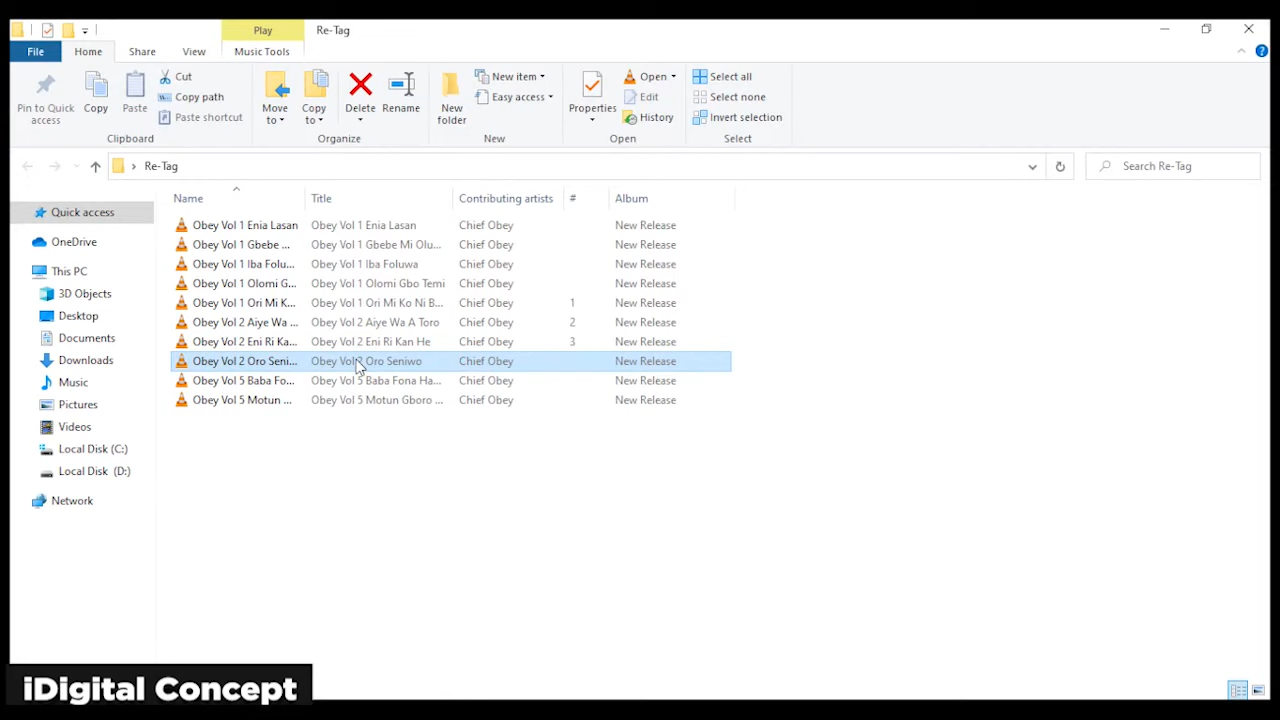 Play Re-Tag
File Home Share View Music Tools
Pin to Quick access
Copy
Paste
Cut
Copy path
Paste shortcut
Clipboard
Move to
Copy to
Delete
Rename
Organize
New folder
New item
Easy access
New
Properties
Open
Edit
History
Open
Select all
Select none
Invert selection
Select
Re-Tag
Search Re-Tag
Name Title Contributing artists # Album
Quick access
OneDrive
This PC
3D Objects
Desktop
Documents
Downloads
Music
Pictures
Videos
Local Disk (C:)
Local Disk (D:)
Network
Obey Vol 1 Enia Lasan Obey Vol 1 Enia Lasan Chief Obey New Release
Obey Vol 1 Gbebe ... Obey Vol 1 Gbebe Mi Olu... Chief Obey New Release
Obey Vol 1 Iba Folu... Obey Vol 1 Iba Foluwa Chief Obey New Release
Obey Vol 1 Olomi G... Obey Vol 1 Olomi Gbo Temi Chief Obey New Release
Obey Vol 1 Ori Mi K... Obey Vol 1 Ori Mi Ko Ni B... Chief Obey 1 New Release
Obey Vol 2 Aiye Wa ... Obey Vol 2 Aiye Wa A Toro Chief Obey 2 New Release
Obey Vol 2 Eni Ri Ka... Obey Vol 2 Eni Ri Kan He Chief Obey 3 New Release
Obey Vol 2 Oro Seni... Obey Vol 2 Oro Seniwo Chief Obey New Release
Obey Vol 5 Baba Fo... Obey Vol 5 Baba Fona Ha... Chief Obey New Release
Obey Vol 5 Motun ... Obey Vol 5 Motun Gboro ... Chief Obey New Release
iDigital Concept